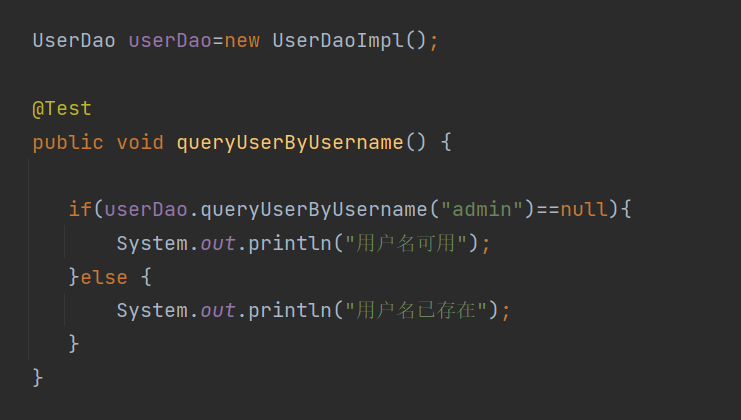 UserDao userDao=new UserDaoImpl();
@Test
public void queryUserByUsername() {
if(userDao.queryUserByUsername("admin")==null){
System.out.println("用户名可用");
}else {
System.out.println("用户名已存在");
}
}